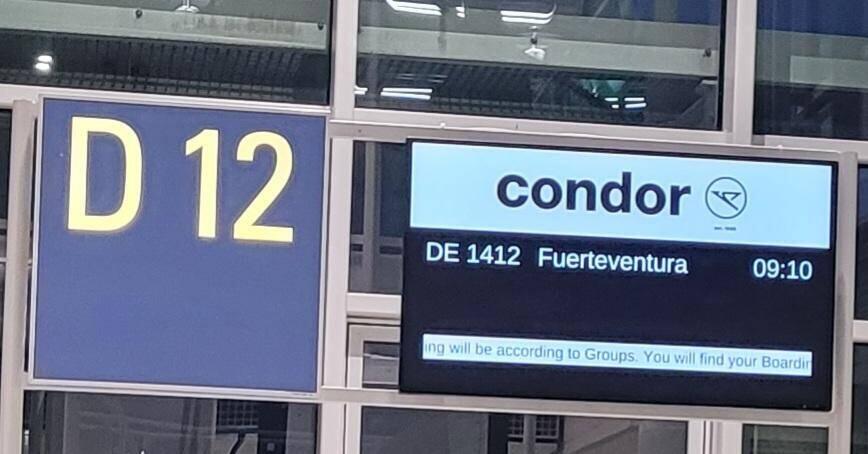 D 12
condor
DE 1412 Fuerteventura 09:10
ing will be according to Groups. You will find your Boardin